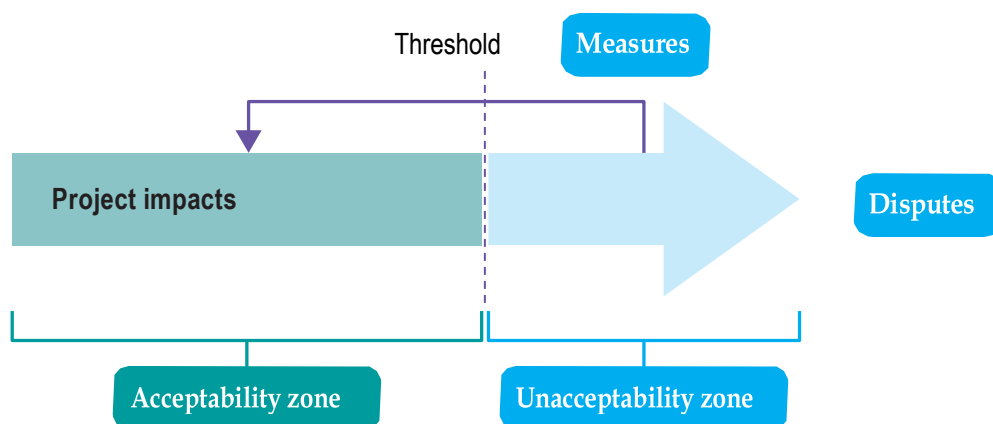 Threshold
Measures
Project impacts
Disputes
Acceptability zone
Unacceptability zone